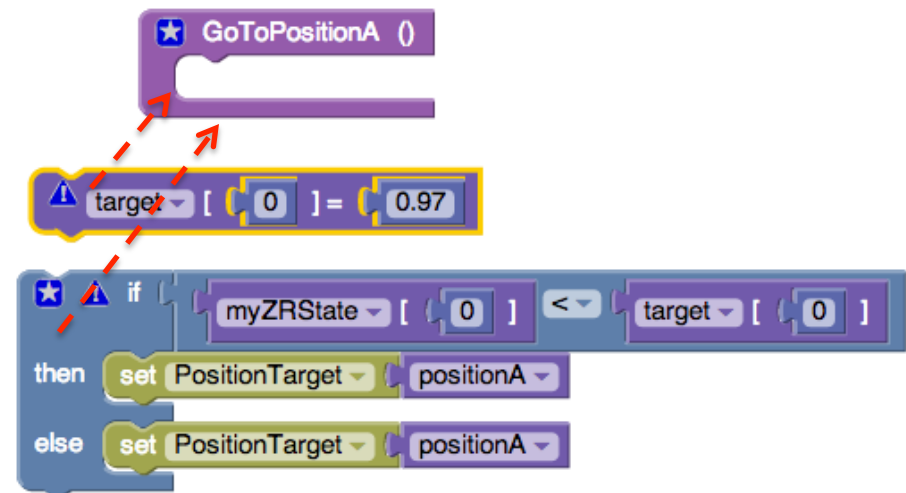 GoToPositionA ()
target [ 0 ] = 0.97
if myZRState [ 0 ] < target [ 0 ]
then set PositionTarget positionA
else set PositionTarget positionA